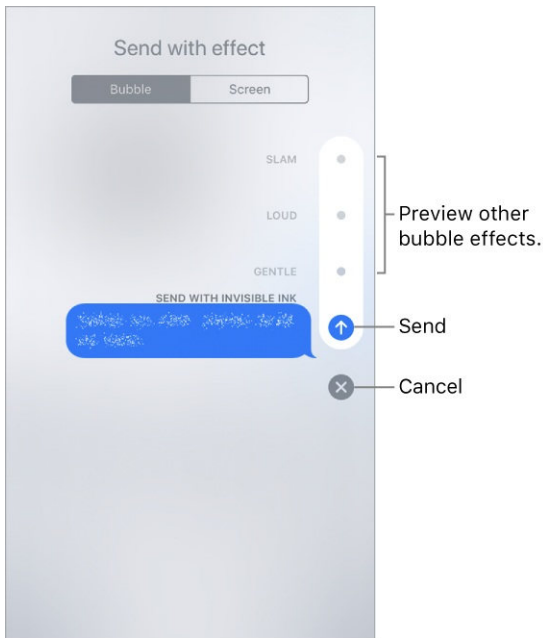 Send with effect
Bubble Screen
SLAM
LOUD
Preview other
bubble effects.
GENTLE
SEND WITH INVISIBLE INK
Send
Cancel